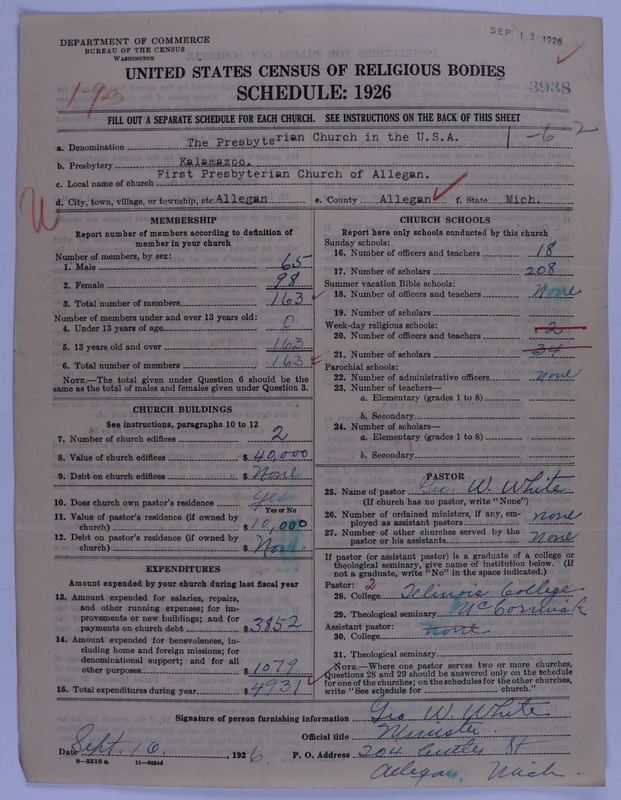 SEP 13 1926
DEPARTMENT OF COMMERCE
BUREAU OF THE CENSUS
WASHINGTON
UNITED STATES CENSUS OF RELIGIOUS BODIES
SCHEDULE: 1926
3938
FILL OUT A SEPARATE SCHEDULE FOR EACH CHURCH. SEE INSTRUCTIONS ON THE BACK OF THIS SHEET
a. Denomination The Presbyterian Church in the U.S.A. 1-6-2
b. Presbytery Kalamazoo.
c. Local name of church First Presbyterian Church of Allegan.
d. City, town, village, or township, etc. Allegan e. County Allegan f. State Mich.
MEMBERSHIP
Report number of members according to definition of member in your church
Number of members, by sex:
1. Male 65
2. Female 98
3. Total number of members 163
Number of members under and over 13 years old:
4. Under 13 years of age 0
5. 13 years old and over 163
6. Total number of members 163
NOTE.—The total given under Question 6 should be the same as the total of males and females given under Question 3.
CHURCH BUILDINGS
See instructions, paragraphs 10 to 12
7. Number of church edifices 2
8. Value of church edifices $ 40,000
9. Debt on church edifices $ None
10. Does church own pastor's residence Yes
Yes or No
11. Value of pastor's residence (if owned by church) $ 10,000
12. Debt on pastor's residence (if owned by church) $ None
EXPENDITURES
Amount expended by your church during last fiscal year
13. Amount expended for salaries, repairs, and other running expenses; for improvements or new buildings; and for payments on church debt $ 3852
14. Amount expended for benevolences, including home and foreign missions; for denominational support; and for all other purposes $ 1079
15. Total expenditures during year $ 4931
CHURCH SCHOOLS
Report here only schools conducted by this church
Sunday schools:
16. Number of officers and teachers 18
17. Number of scholars 208
Summer vacation Bible schools:
18. Number of officers and teachers None
19. Number of scholars
Week-day religious schools:
20. Number of officers and teachers 2
21. Number of scholars 34
Parochial schools:
22. Number of administrative officers None
23. Number of teachers—
a. Elementary (grades 1 to 8)
b. Secondary
24. Number of scholars—
a. Elementary (grades 1 to 8)
b. Secondary
PASTOR
25. Name of pastor Geo. W. White
(If church has no pastor, write "None")
26. Number of ordained ministers, if any, employed as assistant pastors none
27. Number of other churches served by the pastor or his assistants None
If pastor (or assistant pastor) is a graduate of a college or theological seminary, give name of institution below. (If not a graduate, write "No" in the space indicated.)
Pastor: 2
28. College Illinois College
29. Theological seminary McCormick
Assistant pastor:
30. College none
31. Theological seminary
NOTE.—Where one pastor serves two or more churches, Questions 28 and 29 should be answered only on the schedule for one of the churches; on the schedules for the other churches, write "See schedule for church."
Signature of person furnishing information Geo. W. White
Official title Minister
Date Sept. 10, 1926. P. O. Address 204 Cutler St
Allegan, Mich.
8-5518 a